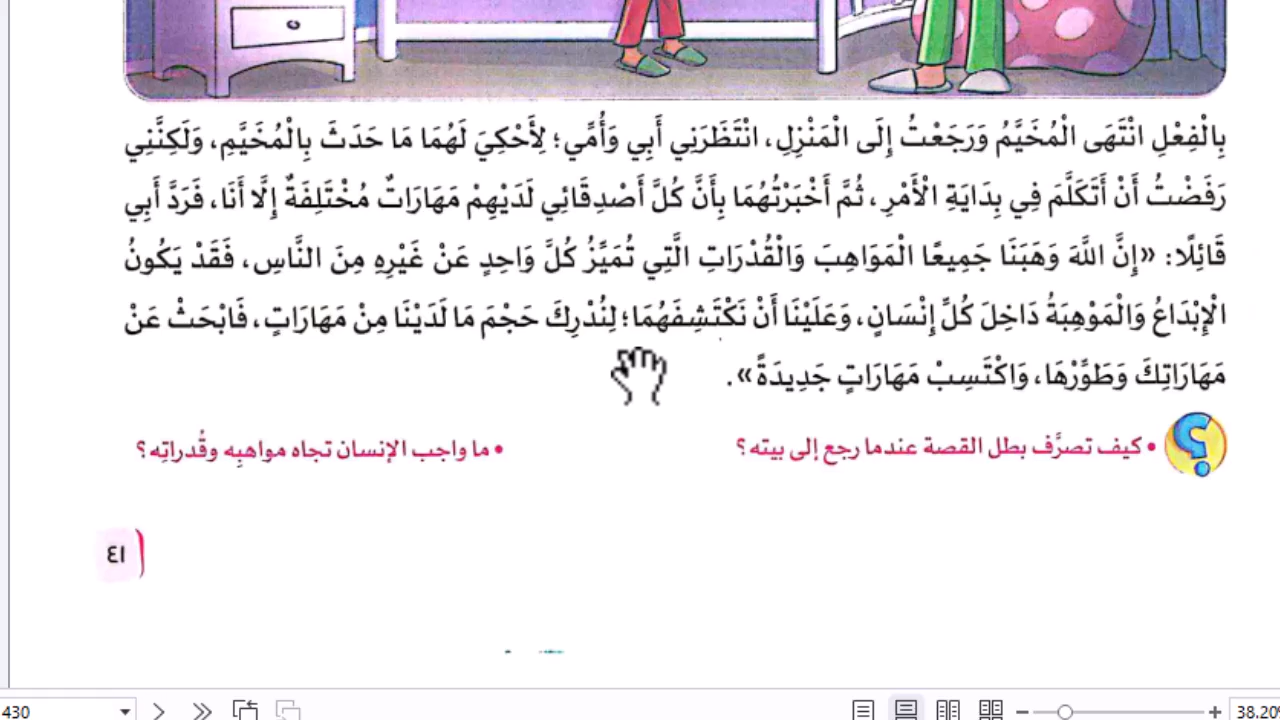 بِالْفِعْلِ انْتَهَى الْمُخَيَّمُ وَرَجَعْتُ إِلَى الْمَنْزِلِ، انْتَظَرَنِي أَبِي وَأُمِّي؛ لِأَحْكِيَ لَهُمَا مَا حَدَثَ بِالْمُخَيَّمِ، وَلَكِنَّنِي
رَفَضْتُ أَنْ أَتَكَلَّمَ فِي بِدَايَةِ الْأَمْرِ، ثُمَّ أَخْبَرْتُهُمَا بِأَنَّ كُلَّ أَصْدِقَائِي لَدَيْهِمْ مَهَارَاتٌ مُخْتَلِفَةٌ إِلَّا أَنَا، فَرَدَّ أَبِي
قَائِلًا: «إِنَّ اللَّهَ وَهَبَنَا جَمِيعًا الْمَوَاهِبَ وَالْقُدْرَاتِ الَّتِي تُمَيِّزُ كُلَّ وَاحِدٍ عَنْ غَيْرِهِ مِنَ النَّاسِ، فَقَدْ يَكُونُ
الْإِبْدَاعُ وَالْمَوْهِبَةُ دَاخِلَ كُلِّ إِنْسَانٍ، وَعَلَيْنَا أَنْ نَكْتَشِفَهُمَا؛ لِنُدْرِكَ حَجْمَ مَا لَدَيْنَا مِنْ مَهَارَاتٍ، فَابْحَثْ عَنْ
مَهَارَاتِكَ وَطَوِّرْهَا، وَاكْتَسِبْ مَهَارَاتٍ جَدِيدَةً».
• كيف تصرَّف بطل القصة عندما رجع إلى بيته؟
• ما واجب الإنسان تجاه مواهبِه وقُدراتِه؟
٤١
430
38.20%